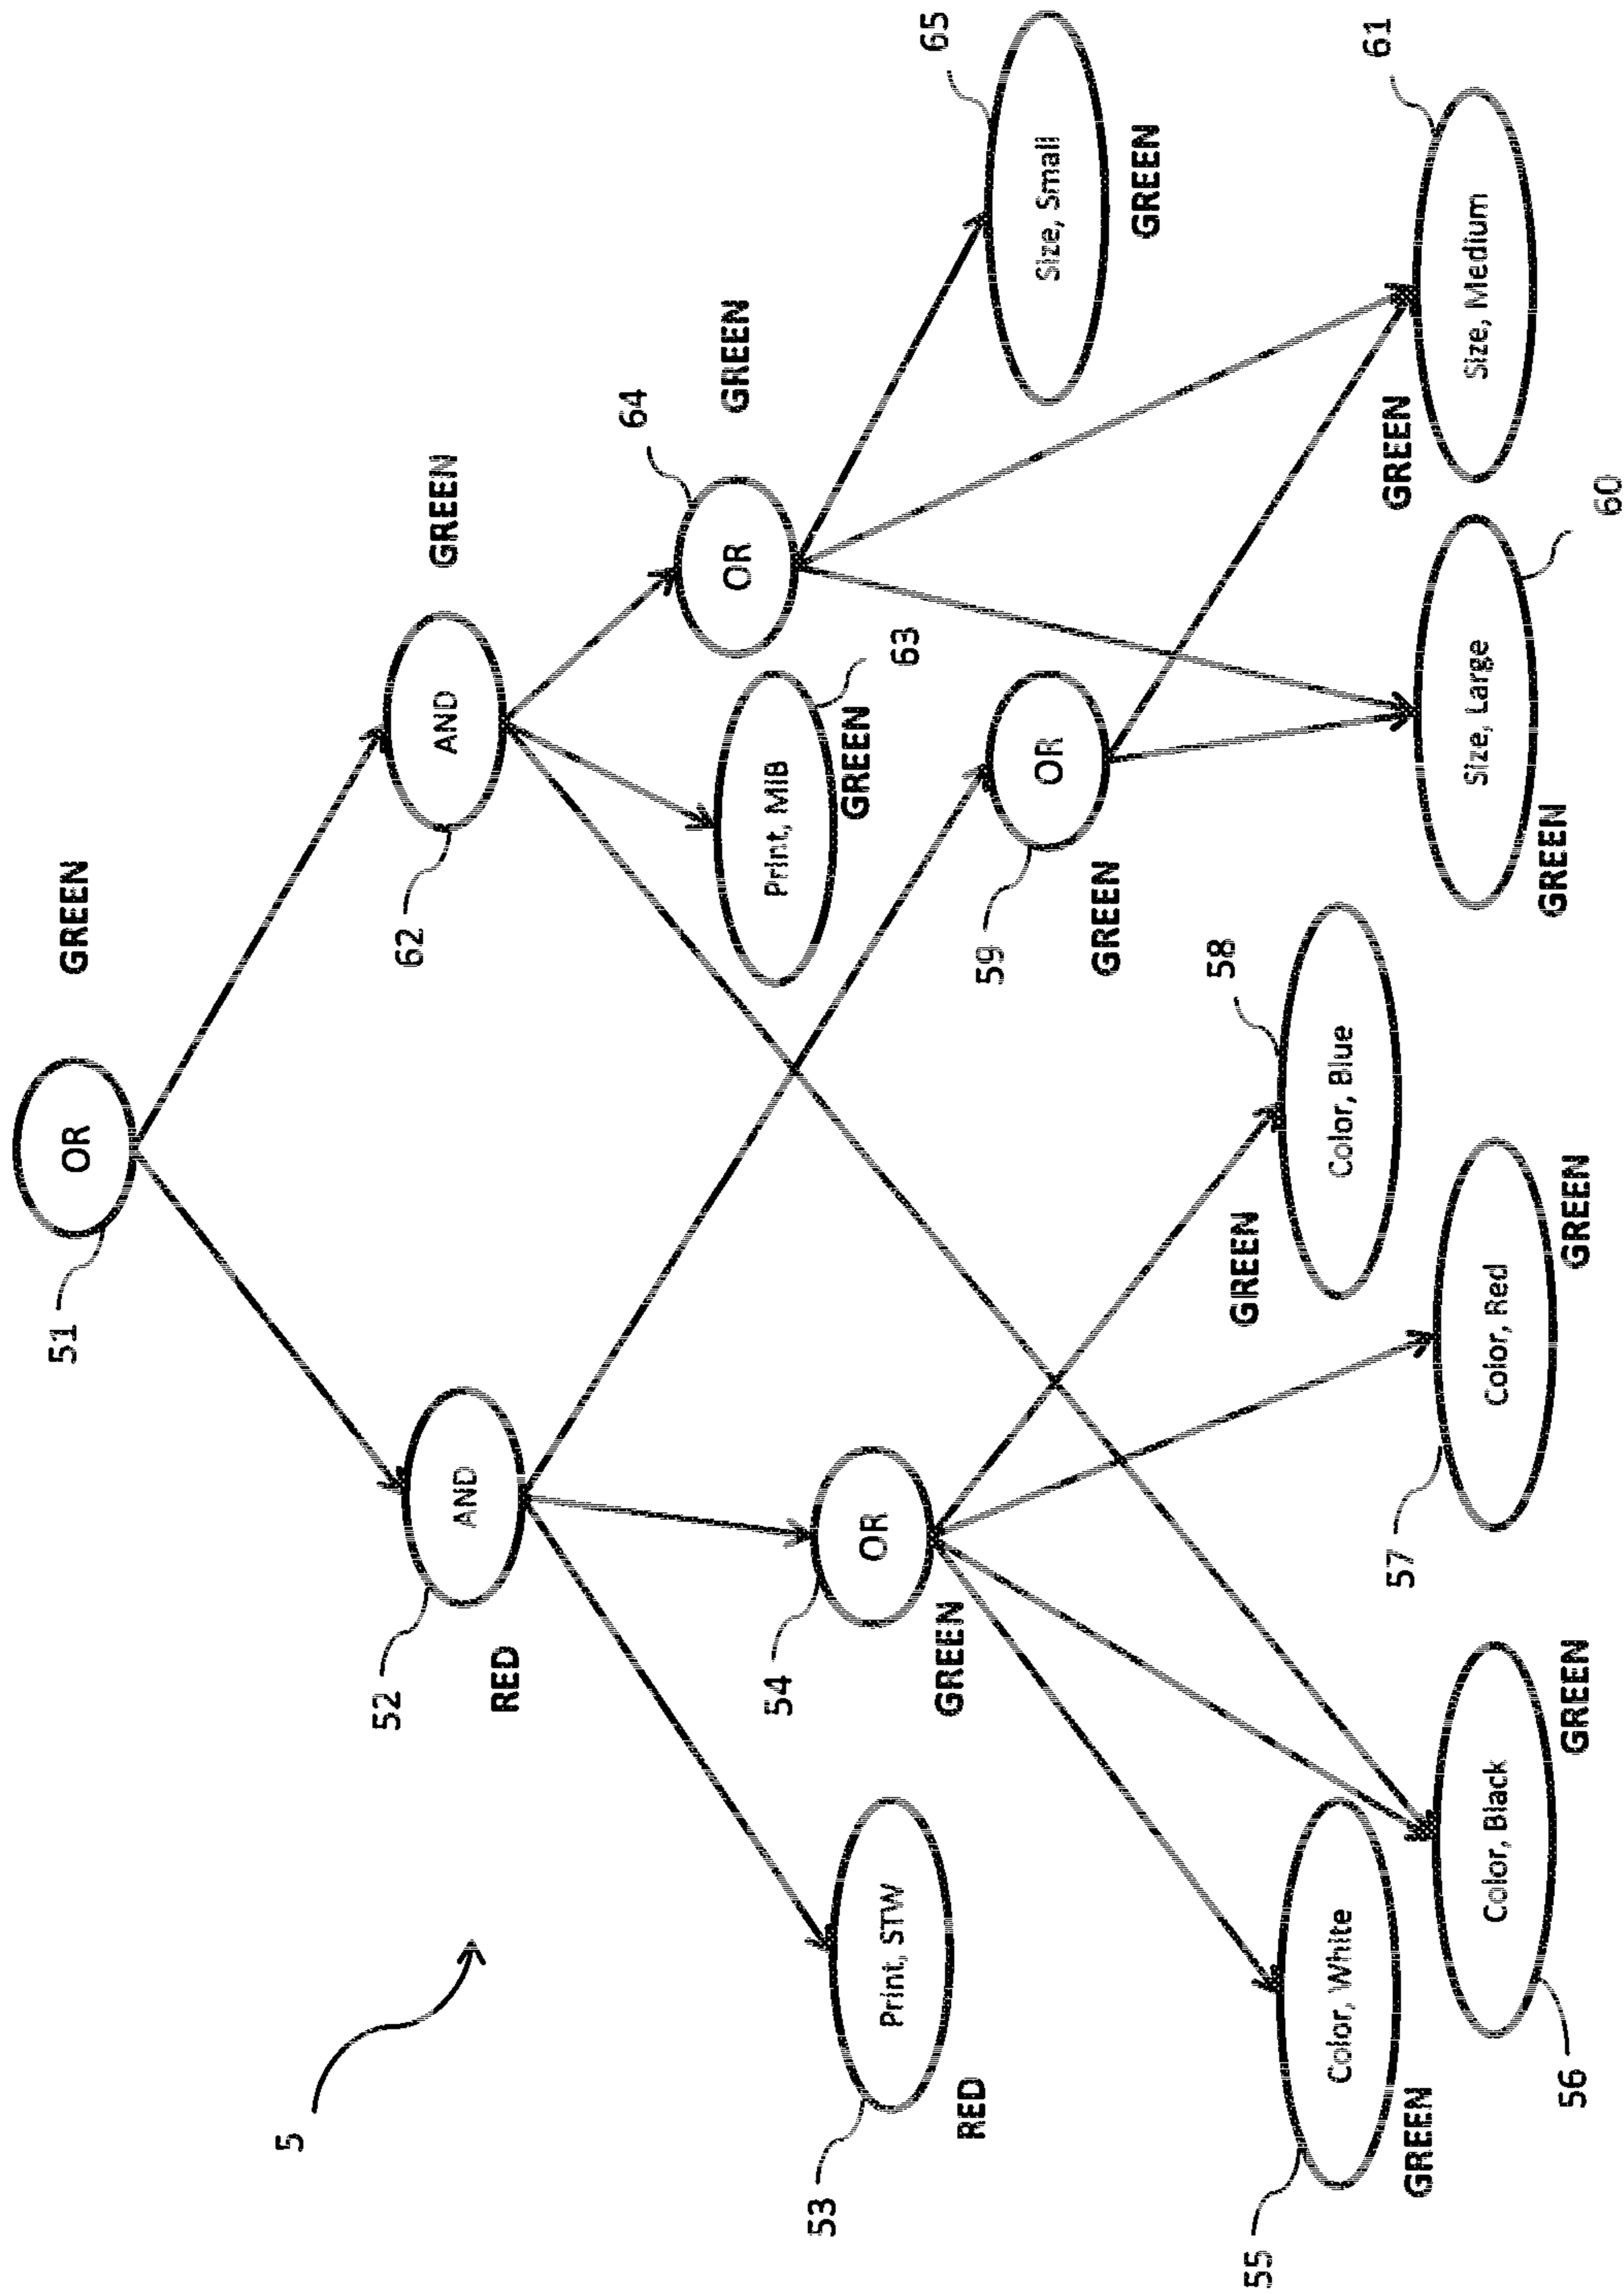 5
51
OR
GREEN
52
AND
RED
62
AND
GREEN
53
Print, STW
RED
54
OR
GREEN
63
Print, MIB
GREEN
64
OR
GREEN
59
OR
GREEN
65
Size, Small
GREEN
55
Color, White
GREEN
56
Color, Black
GREEN
57
Color, Red
GREEN
58
Color, Blue
GREEN
60
Size, Large
GREEN
61
Size, Medium
GREEN